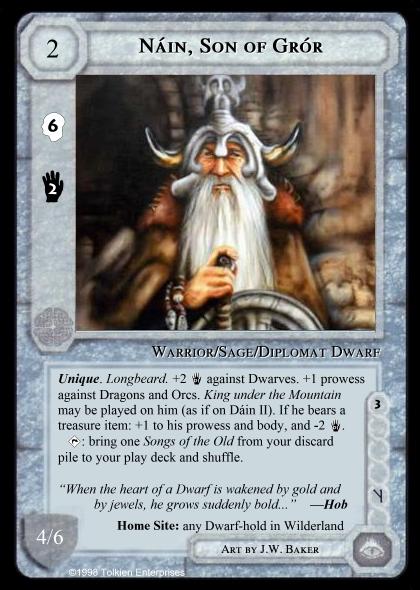 2
NÁIN, SON OF GRÓR
6
2
WARRIOR/SAGE/DIPLOMAT DWARF
Unique. Longbeard. +2 against Dwarves. +1 prowess
against Dragons and Orcs. King under the Mountain
may be played on him (as if on Dáin II). If he bears a
treasure item: +1 to his prowess and body, and -2 .
: bring one Songs of the Old from your discard
pile to your play deck and shuffle.
3
“When the heart of a Dwarf is wakened by gold and
by jewels, he grows suddenly bold...” —Hob
Home Site: any Dwarf-hold in Wilderland
4/6
ART BY J.W. BAKER
©1998 Tolkien Enterprises